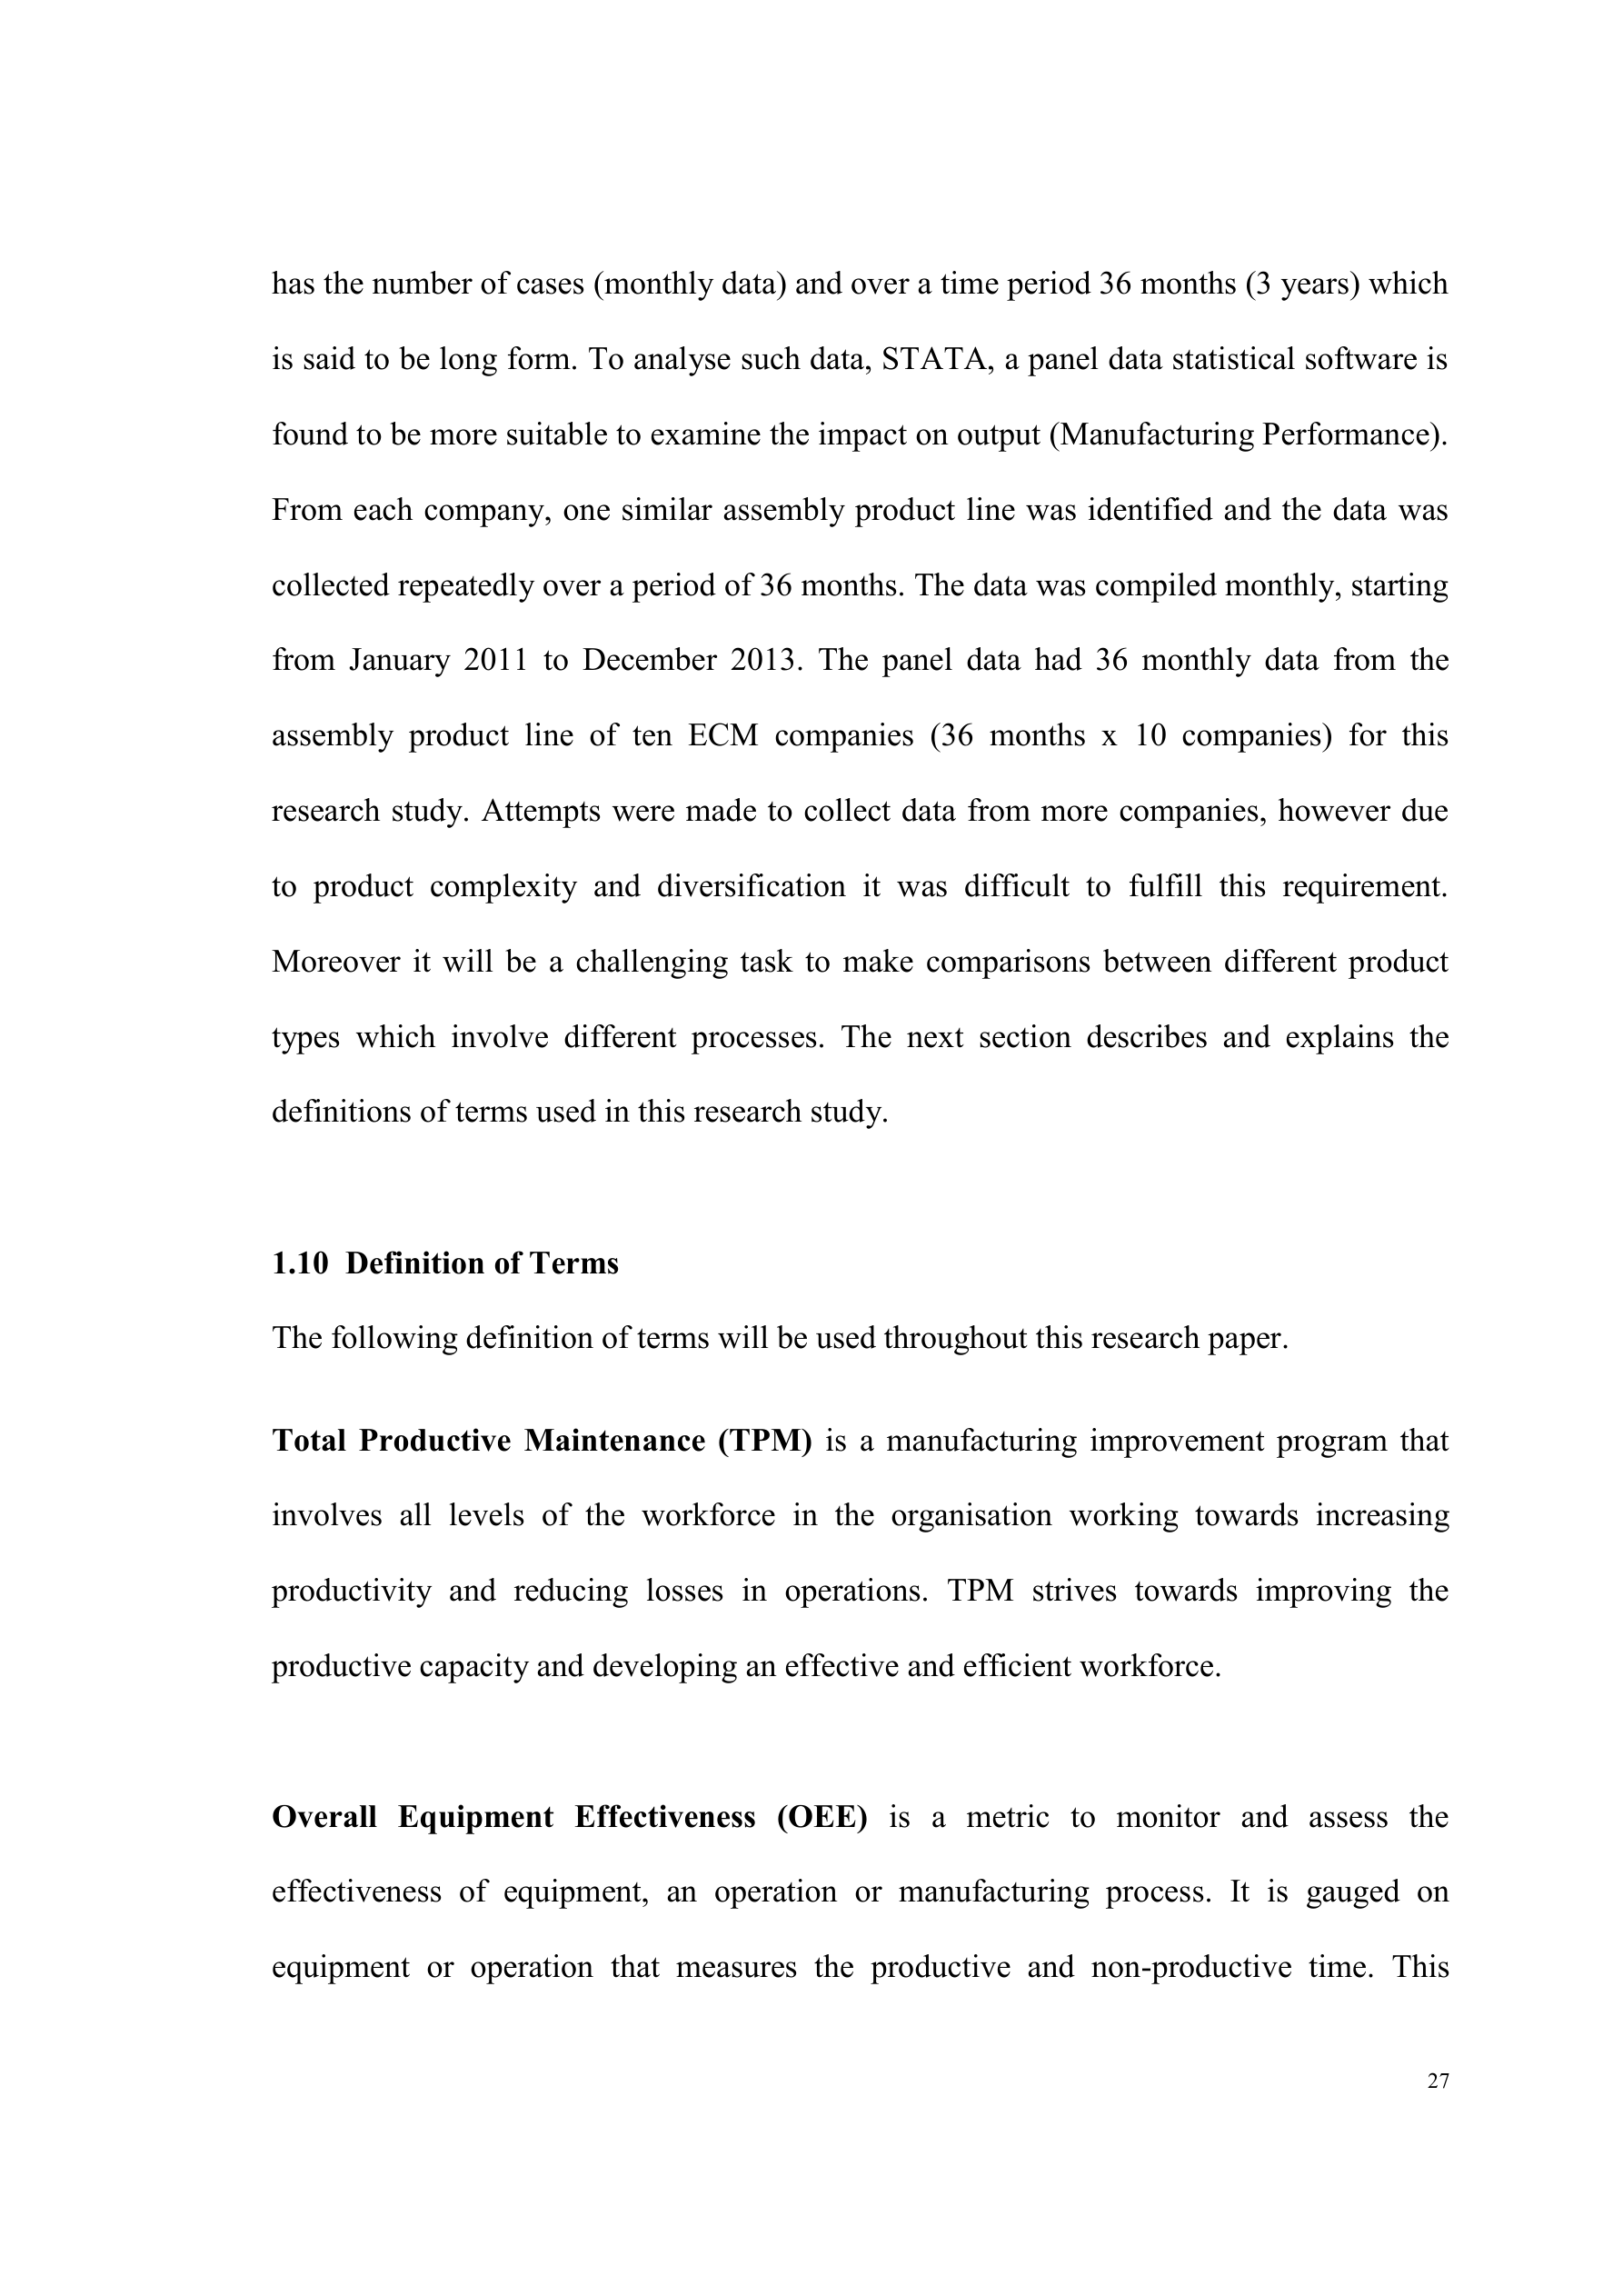 has the number of cases (monthly data) and over a time period 36 months (3 years) which
is said to be long form. To analyse such data, STATA, a panel data statistical software is
found to be more suitable to examine the impact on output (Manufacturing Performance).
From each company, one similar assembly product line was identified and the data was
collected repeatedly over a period of 36 months. The data was compiled monthly, starting
from January 2011 to December 2013. The panel data had 36 monthly data from the
assembly product line of ten ECM companies (36 months x 10 companies) for this
research study. Attempts were made to collect data from more companies, however due
to product complexity and diversification it was difficult to fulfill this requirement.
Moreover it will be a challenging task to make comparisons between different product
types which involve different processes. The next section describes and explains the
definitions of terms used in this research study.
1.10 Definition of Terms
The following definition of terms will be used throughout this research paper.
Total Productive Maintenance (TPM) is a manufacturing improvement program that
involves all levels of the workforce in the organisation working towards increasing
productivity and reducing losses in operations. TPM strives towards improving the
productive capacity and developing an effective and efficient workforce.
Overall Equipment Effectiveness (OEE) is a metric to monitor and assess the
effectiveness of equipment, an operation or manufacturing process. It is gauged on
equipment or operation that measures the productive and non-productive time. This
27